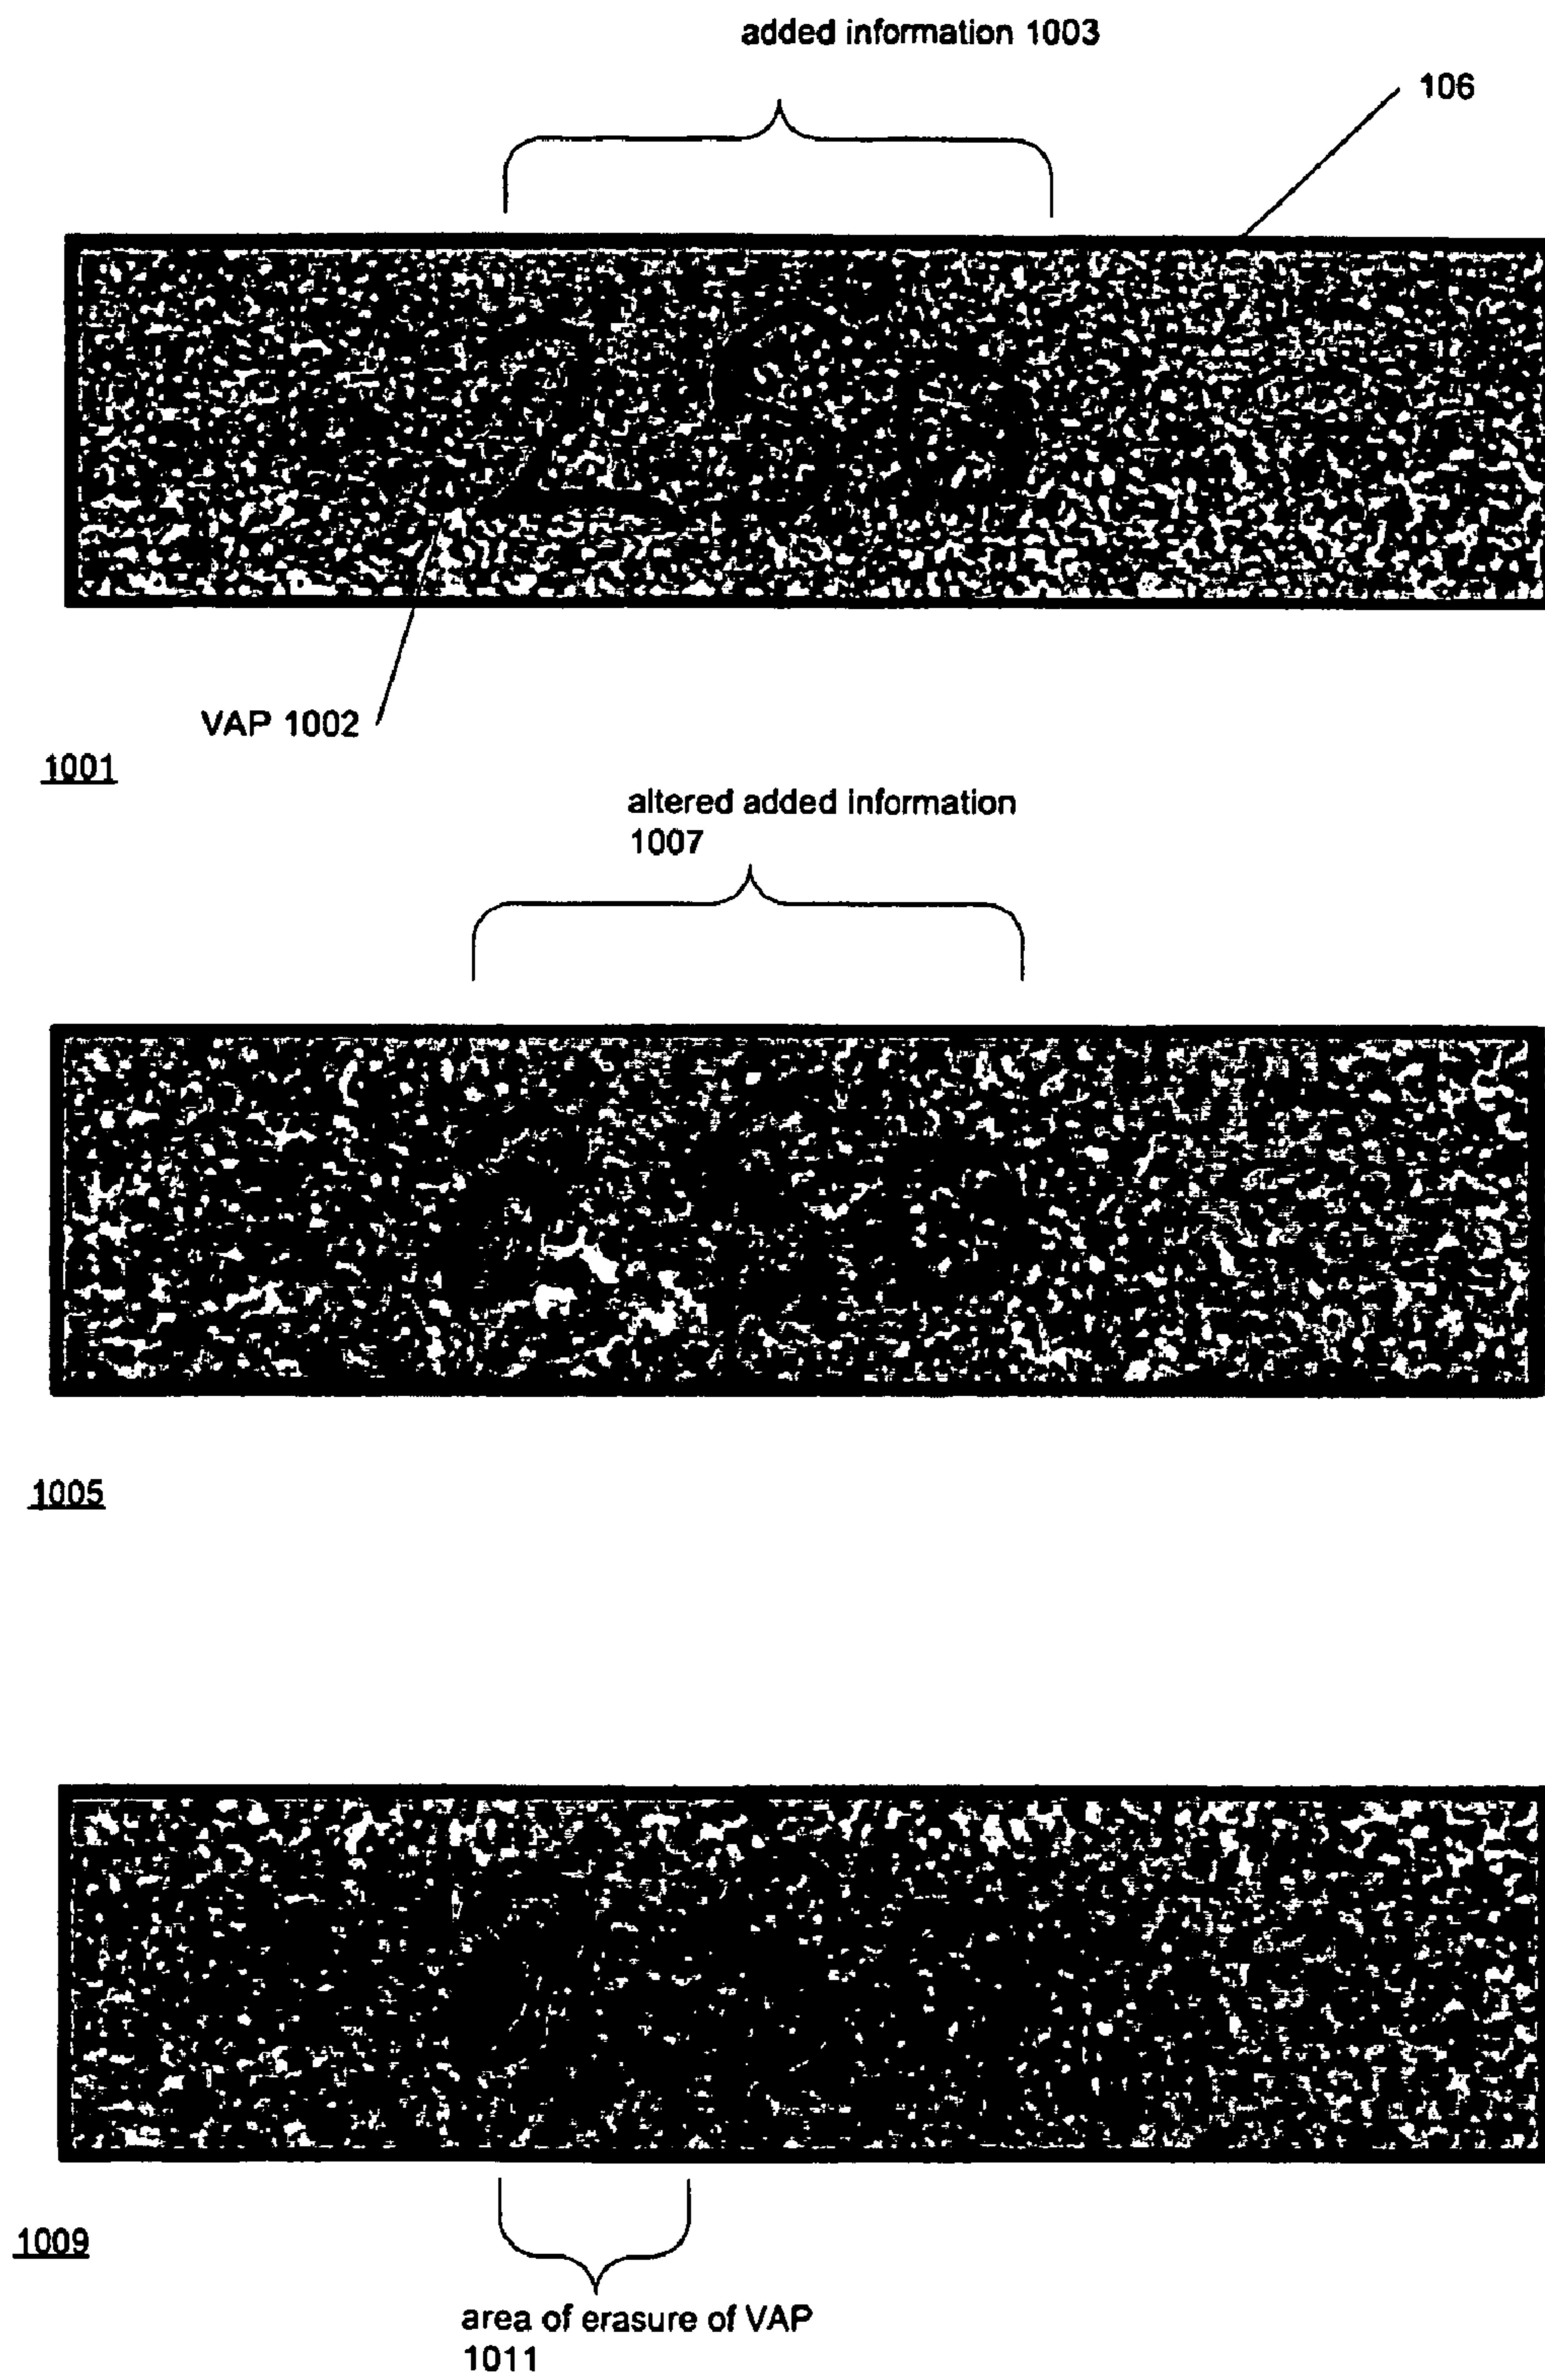 added information 1003
106
250
VAP 1002
1001
altered added information
1007
1005
1009
area of erasure of VAP
1011